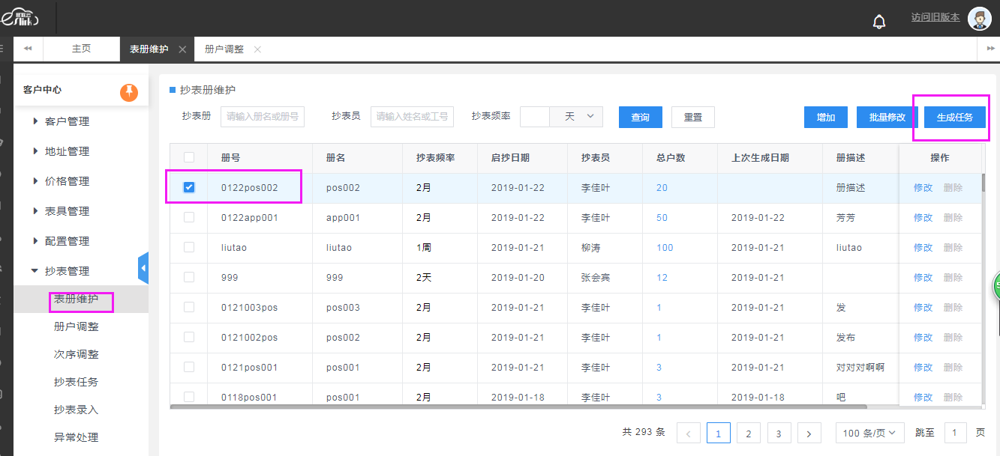 访问旧版本
主页
表册维护
册户调整
客户中心
客户管理
地址管理
价格管理
表具管理
配置管理
抄表管理
表册维护
册户调整
次序调整
抄表任务
抄表录入
异常处理
抄表册维护
抄表册 请输入册名或册号 抄表员 请输入姓名或工号 抄表频率 天 查询 重置 增加 批量修改 生成任务
册号 册名 抄表频率 启抄日期 抄表员 总户数 上次生成日期 册描述 操作
0122pos002 pos002 2月 2019-01-22 李佳叶 20 册描述 修改 删除
0122app001 app001 2月 2019-01-22 李佳叶 50 2019-01-22 芳芳 修改 删除
liutao liutao 1周 2019-01-21 柳涛 100 2019-01-21 liutao 修改 删除
999 999 2天 2019-01-20 张会宾 12 2019-01-21 修改 删除
0121003pos pos003 2月 2019-01-21 李佳叶 1 2019-01-21 发 修改 删除
0121002pos pos002 2月 2019-01-21 李佳叶 1 2019-01-21 发布 修改 删除
0121pos001 pos001 2月 2019-01-21 李佳叶 3 2019-01-21 对对对啊啊 修改 删除
0118pos001 pos001 2月 2019-01-18 李佳叶 3 2019-01-18 吧 修改 删除
共 293 条 1 2 3 100 条/页 跳至 1 页